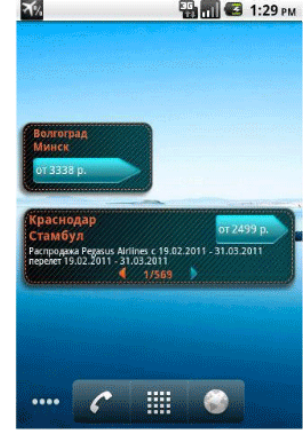 3G 1:29 PM
Волгоград
Минск
от 3338 р.
Краснодар
Стамбул
от 2499 р.
Распродажа Pegasus Airlines с 19.02.2011 - 31.03.2011
перелет 19.02.2011 - 31.03.2011
1/569